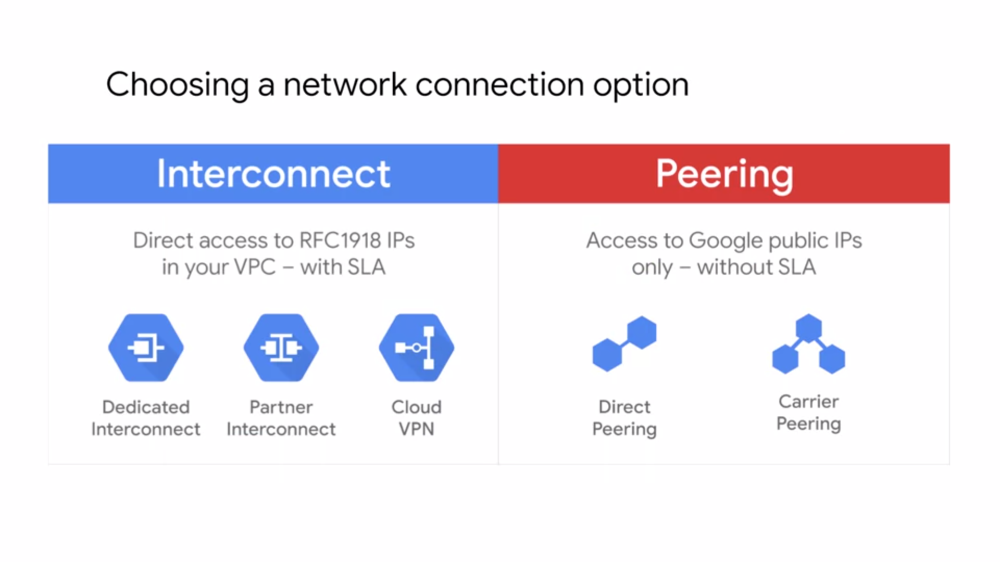 Choosing a network connection option
Interconnect
Direct access to RFC1918 IPs
in your VPC – with SLA
Dedicated
Interconnect
Partner
Interconnect
Cloud
VPN
Peering
Access to Google public IPs
only – without SLA
Direct
Peering
Carrier
Peering